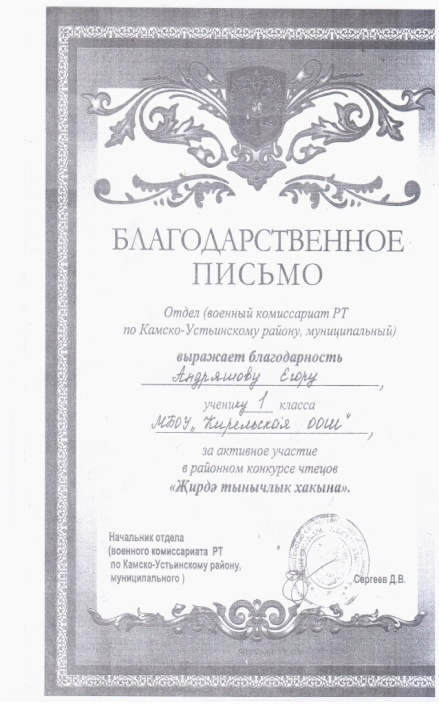 БЛАГОДАРСТВЕННОЕ
ПИСЬМО
Отдел (военный комиссариат РТ
по Камско-Устьинскому району, муниципальный)
выражает благодарность
Андряшову Егору
,
ученику 1 класса
МБОУ „Кирельская ООШ"
,
за активное участие
в районном конкурсе чтецов
«Җирдә тынычлык хакына».
Начальник отдела
(военного комиссариата РТ
по Камско-Устьинскому району,
муниципального )
Сергеев Д.В.